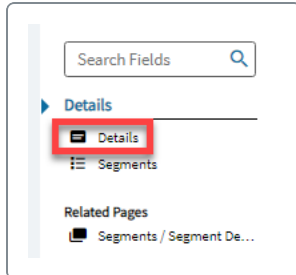 Search Fields
Details
Details
Segments
Related Pages
Segments / Segment De...